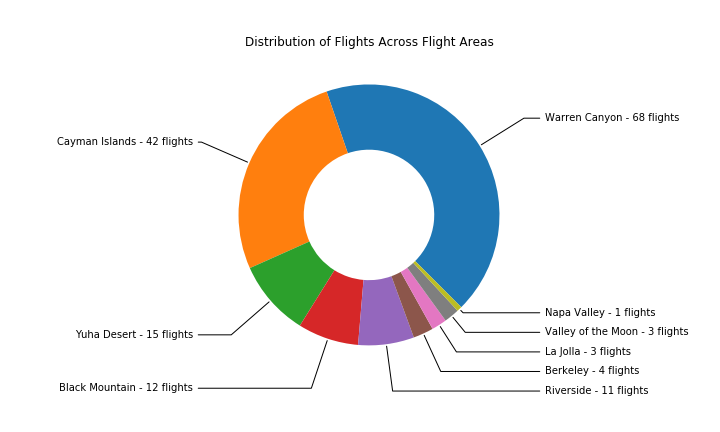 Distribution of Flights Across Flight Areas
Warren Canyon - 68 flights
Cayman Islands - 42 flights
Yuha Desert - 15 flights
Black Mountain - 12 flights
Napa Valley - 1 flights
Valley of the Moon - 3 flights
La Jolla - 3 flights
Berkeley - 4 flights
Riverside - 11 flights